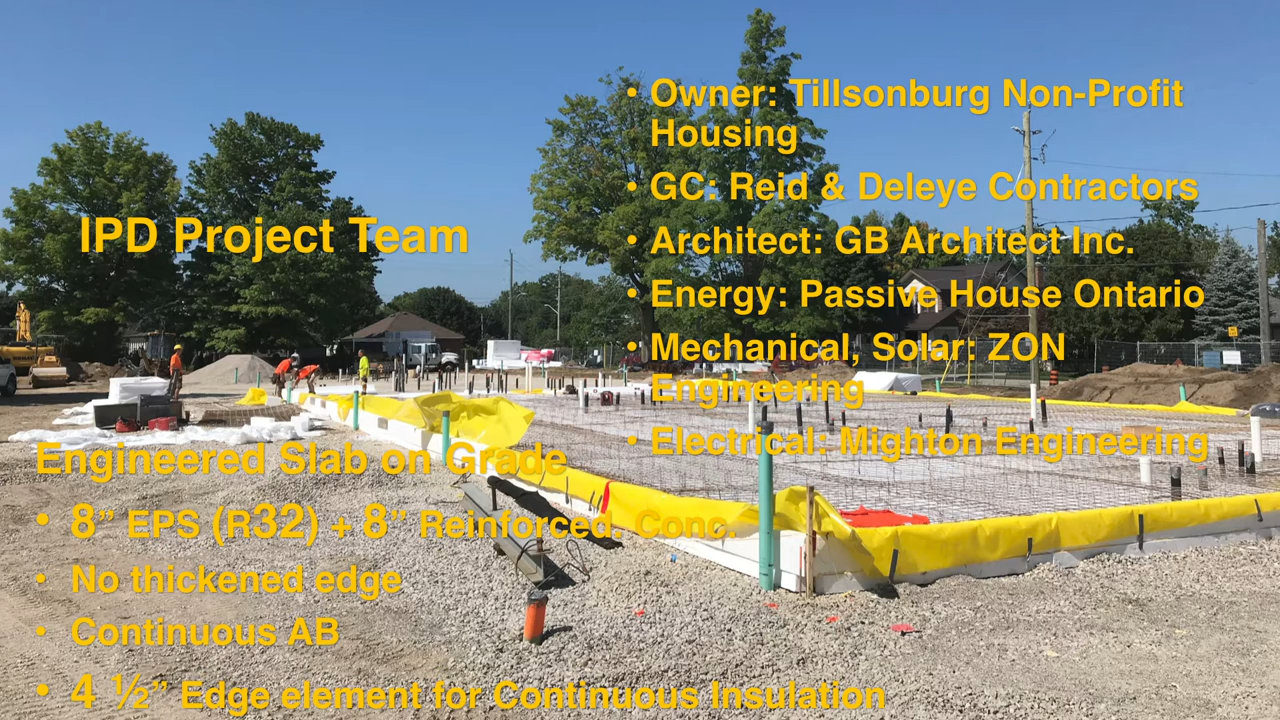 IPD Project Team
• Owner: Tillsonburg Non-Profit
Housing
• GC: Reid & Deleye Contractors
• Architect: GB Architect Inc.
• Energy: Passive House Ontario
• Mechanical, Solar: ZON
Engineering
• Electrical: Mighton Engineering
Engineered Slab on Grade
• 8” EPS (R32) + 8” Reinforced. Conc.
• No thickened edge
• Continuous AB
• 4 ½” Edge element for Continuous Insulation